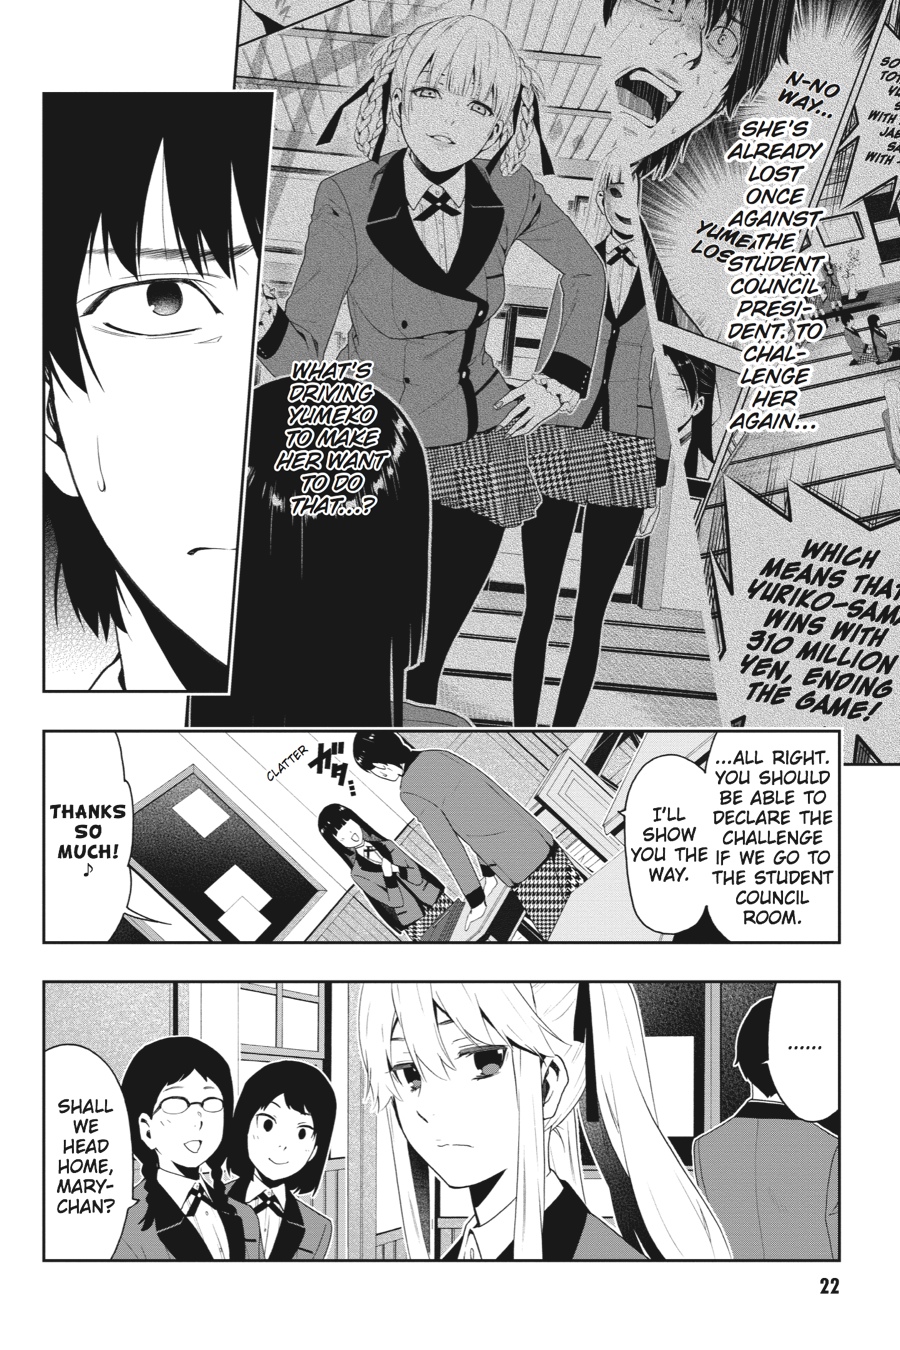 SHE'S
ALREADY
LOST
ONCE
AGAINST
THE
STUDENT
COUNCIL
PRESI-
DENT. TO
CHAL-
LENGE
HER
AGAIN...
N-NO
WAY...
WHICH
MEANS THAT
YURIKO-SAMA
WINS WITH
310 MILLION
YEN, ENDING
THE GAME!
WHAT'S
DRIVING
YUMEKO
TO MAKE
HER WANT
TO DO
THAT...?
...ALL RIGHT.
YOU SHOULD
BE ABLE TO
DECLARE THE
CHALLENGE
IF WE GO TO
THE STUDENT
COUNCIL
ROOM.
I'LL
SHOW
YOU THE
WAY.
ガタ..
CLATTER
THANKS
SO
MUCH!
♪
......
SHALL
WE
HEAD
HOME,
MARY-
CHAN?
22